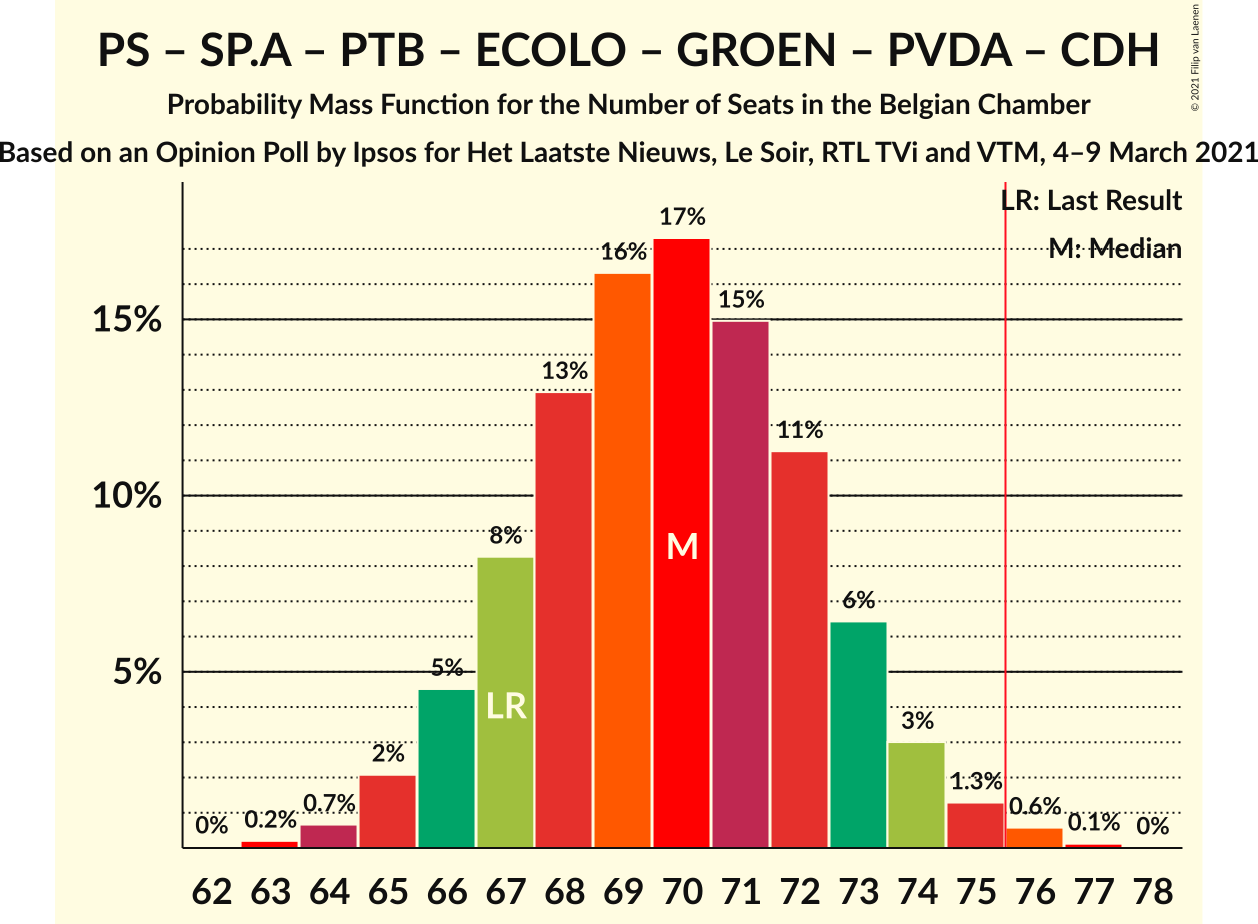 PS – SP.A – PTB – ECOLO – GROEN – PVDA – CDH
© 2021 Filip van Laenen
Probability Mass Function for the Number of Seats in the Belgian Chamber
Based on an Opinion Poll by Ipsos for Het Laatste Nieuws, Le Soir, RTL TVi and VTM, 4–9 March 2021
LR: Last Result
M: Median
15%
10%
5%
0% 0.2% 0.7% 2% 5% 8% 13% 16% 17% 15% 11% 6% 3% 1.3% 0.6% 0.1% 0%
LR
M
62 63 64 65 66 67 68 69 70 71 72 73 74 75 76 77 78